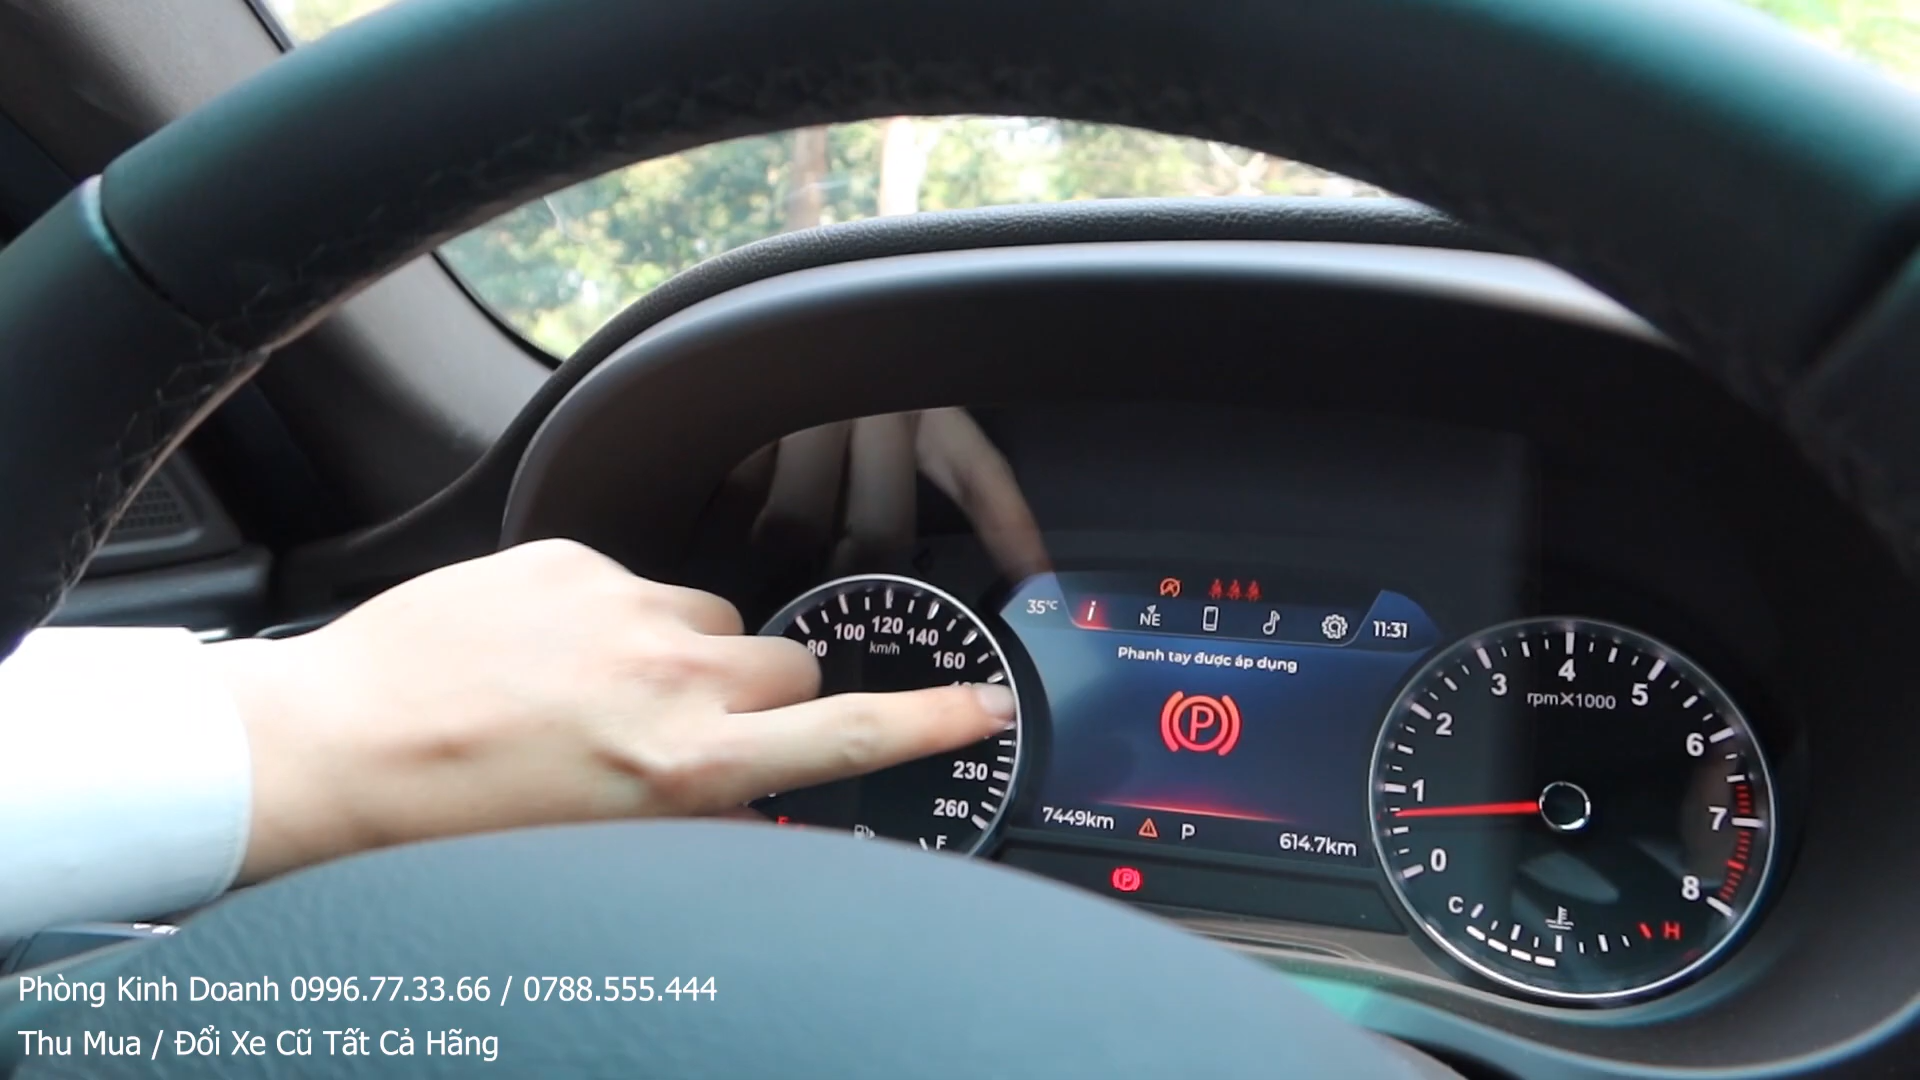 80 100 120 140 160
km/h
230
260
E
F
35°C i NE 11:31
Phanh tay được áp dụng
P
7449km P 614.7km
P
0 1 2 3 4 5 6 7 8
rpm X 1000
C H
Phòng Kinh Doanh 0996.77.33.66 / 0788.555.444
Thu Mua / Đổi Xe Cũ Tất Cả Hãng